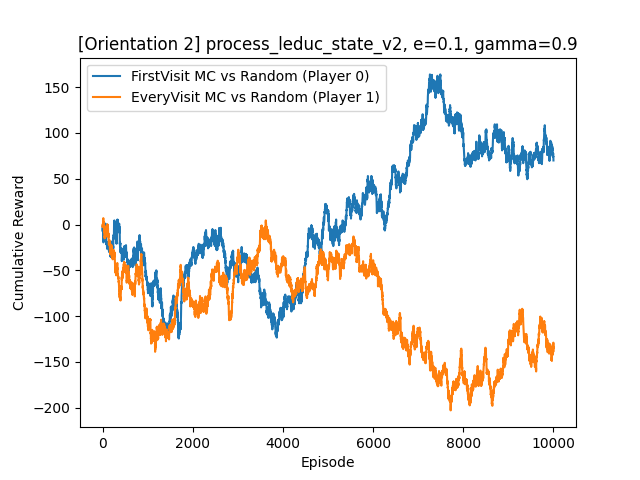 [Orientation 2] process_leduc_state_v2, e=0.1, gamma=0.9
FirstVisit MC vs Random (Player 0)
EveryVisit MC vs Random (Player 1)
150
100
50
0
−50
−100
−150
−200
Cumulative Reward
0 2000 4000 6000 8000 10000
Episode